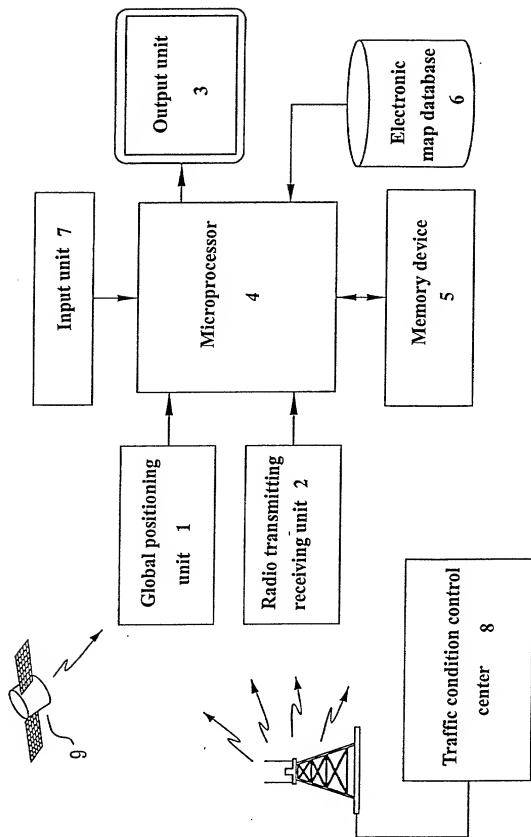 Input unit 7
Output unit
3
Global positioning
unit 1
Microprocessor
4
Radio transmitting
receiving unit 2
Memory device
5
Electronic
map database
6
Traffic condition control
center 8
9